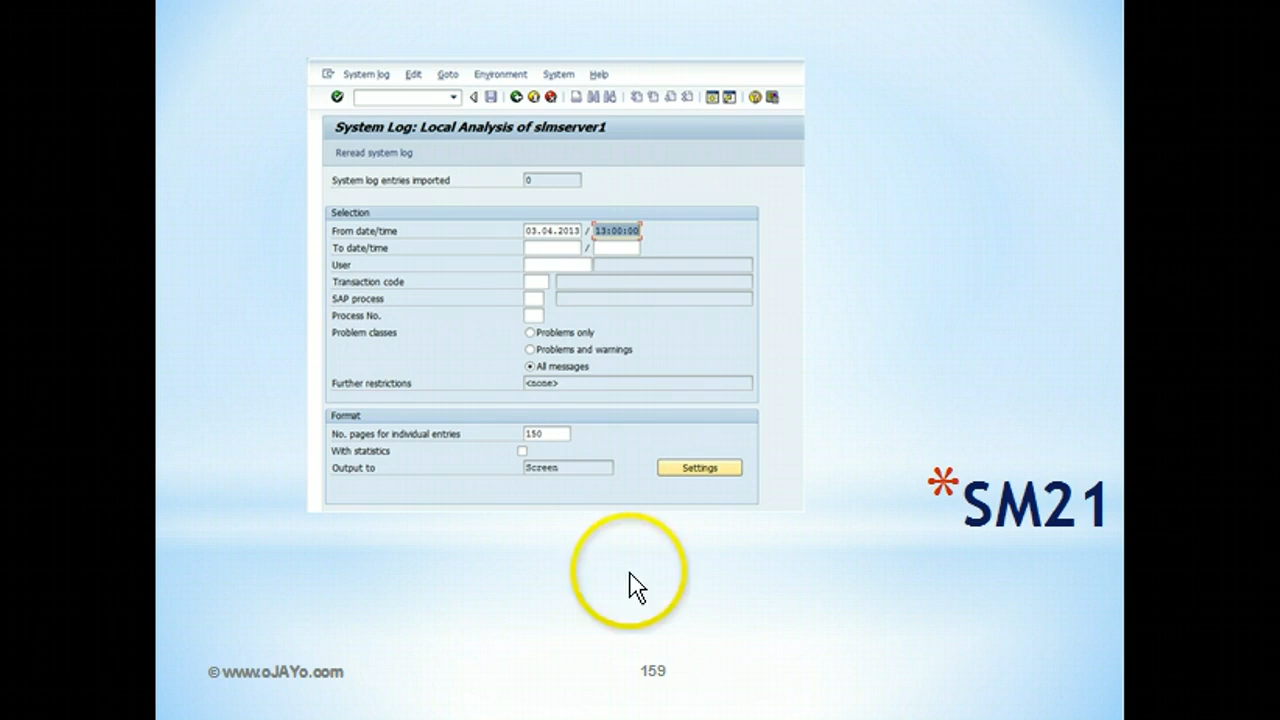 System log Edit Goto Environment System Help
System Log: Local Analysis of slmserver1
Reread system log
System log entries imported 0
Selection
From date/time 03.04.2013 / 13:00:00
To date/time /
User
Transaction code
SAP process
Process No.
Problem classes Problems only
Problems and warnings
All messages
Further restrictions <none>
Format
No. pages for individual entries 150
With statistics
Output to Screen Settings
*SM21
© www.oJAYo.com 159